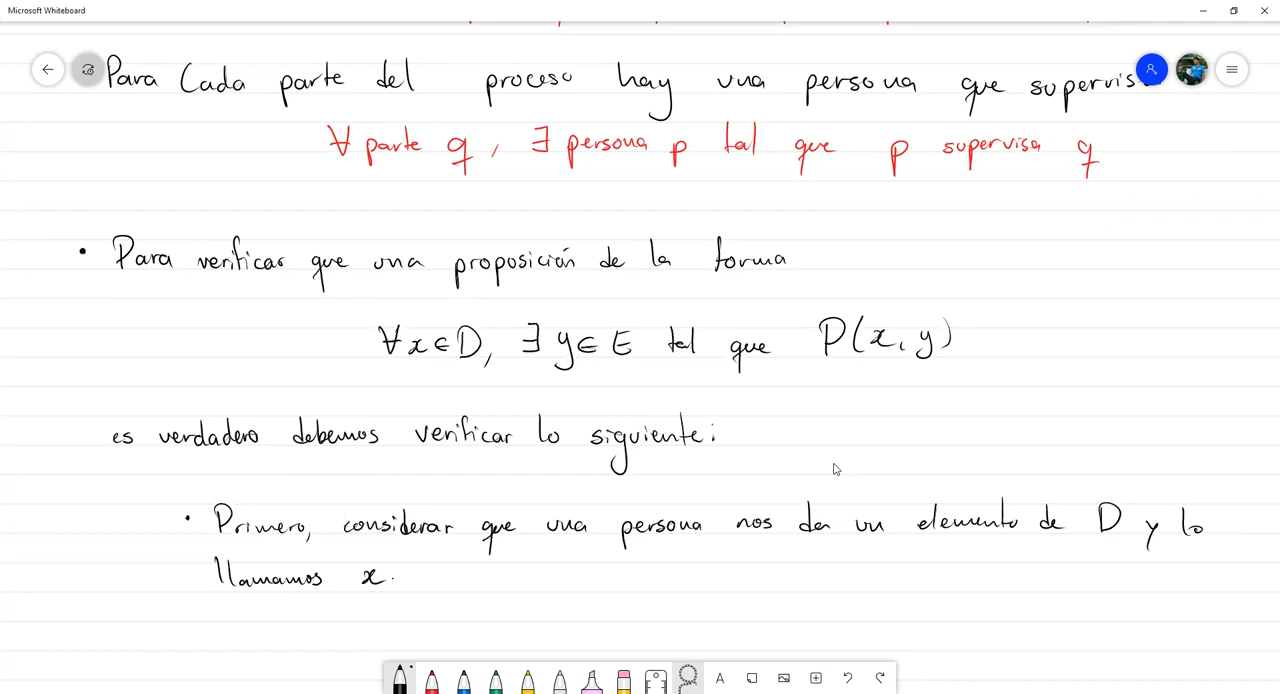 Microsoft Whiteboard
Para Cada parte del proceso hay una persona que supervis
∀ parte q, ∃ persona p tal que p supervisa q
• Para verificar que una proposición de la forma
∀x∈D, ∃ y∈E tal que P(x,y)
es verdadero debemos verificar lo siguiente:
• Primero, considerar que una persona nos da un elemento de D y lo
llamamos x.